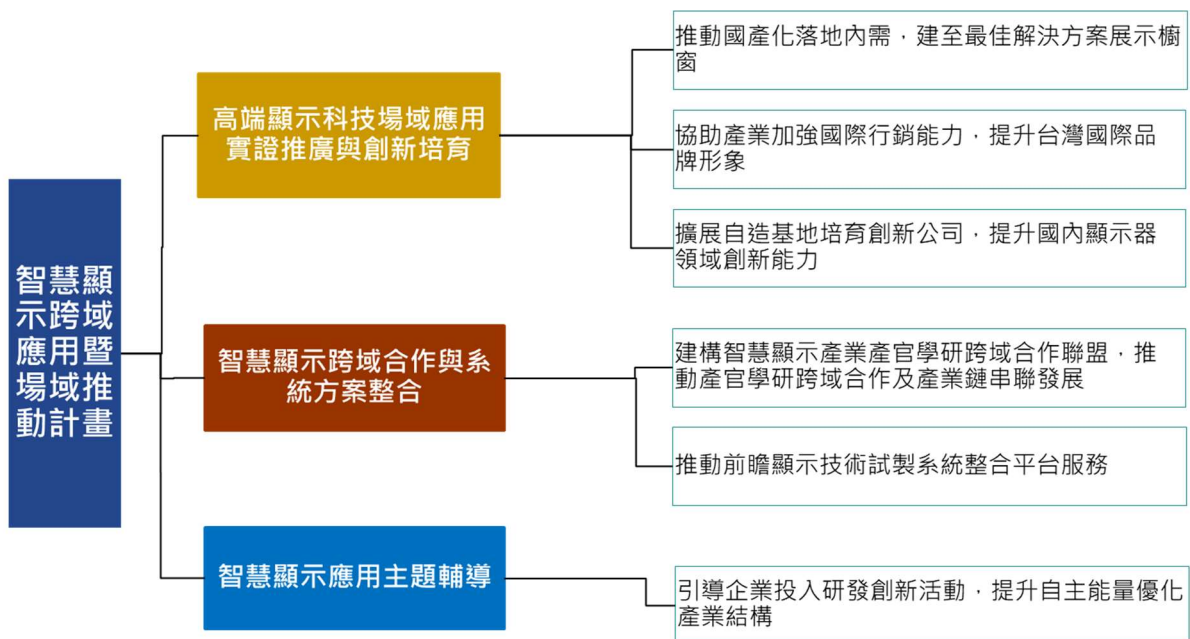 智慧顯
示跨域
應用暨
場域推
動計畫
高端顯示科技場域應用
實證推廣與創新培育
推動國產化落地內需，建至最佳解決方案展示櫥
窗
協助產業加強國際行銷能力，提升台灣國際品
牌形象
擴展自造基地培育創新公司，提升國內顯示器
領域創新能力
智慧顯示跨域合作與系
統方案整合
建構智慧顯示產業產官學研跨域合作聯盟，推
動產官學研跨域合作及產業鏈串聯發展
推動前瞻顯示技術試製系統整合平台服務
智慧顯示應用主題輔導
引導企業投入研發創新活動，提升自主能量優化
產業結構